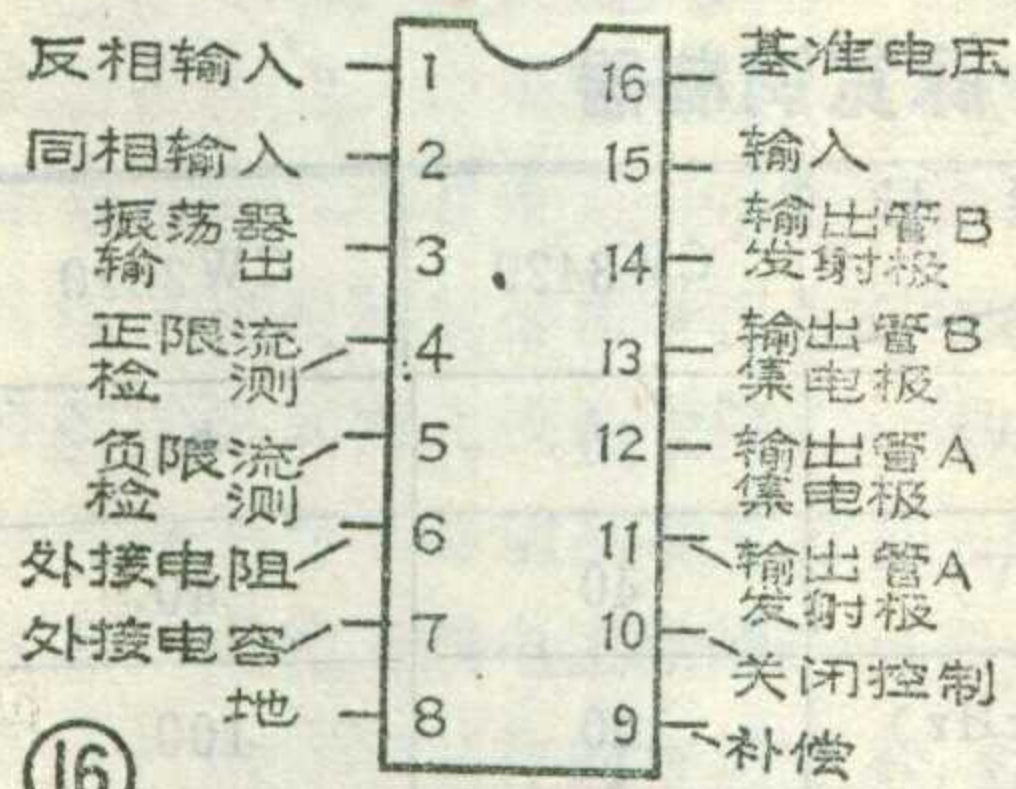 反相输入
同相输入
振荡器
输出
正限流
检测
负限流
检测
外接电阻
外接电容
地
1
2
3
4
5
6
7
8
16
15
14
13
12
11
10
9
基准电压
输入
输出管B
发射极
输出管B
集电极
输出管A
集电极
输出管A
发射极
关闭控制
补偿
16